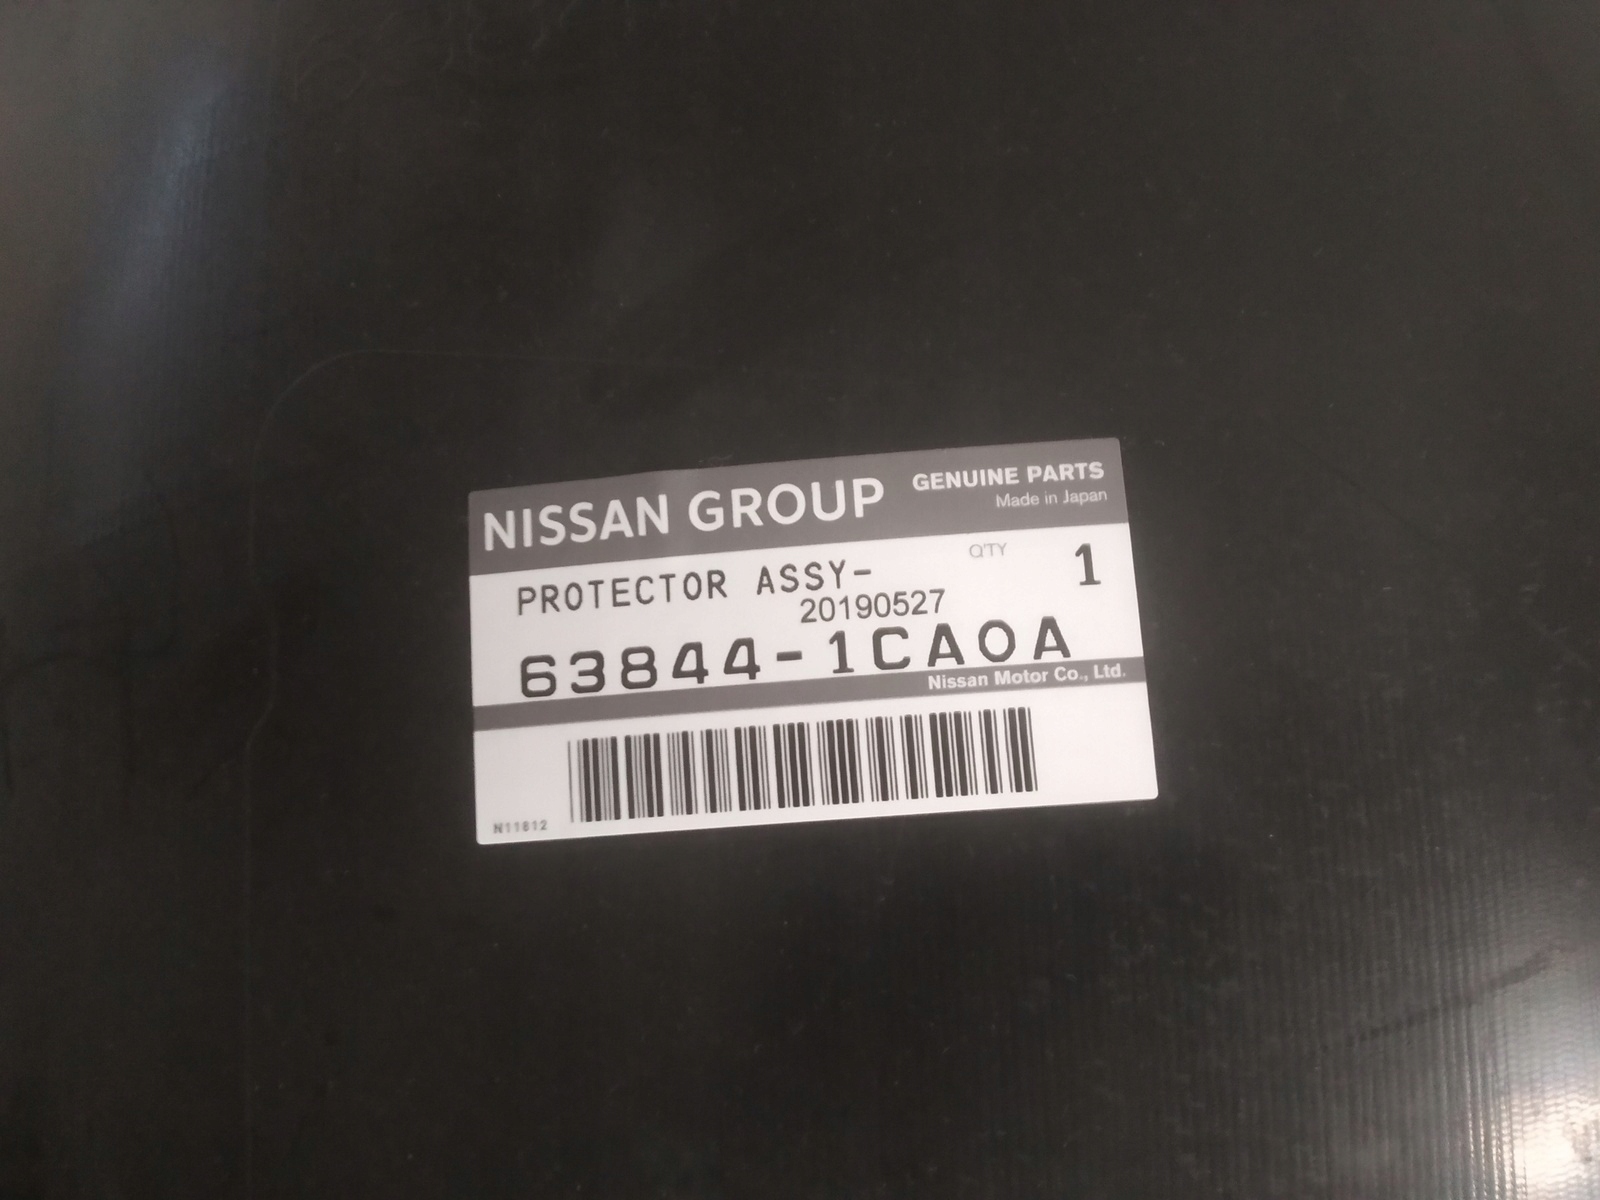 NISSAN GROUP
GENUINE PARTS
Made in Japan
PROTECTOR ASSY-
Q'TY
1
20190527
63844-1CA0A
Nissan Motor Co., Ltd.
N11812